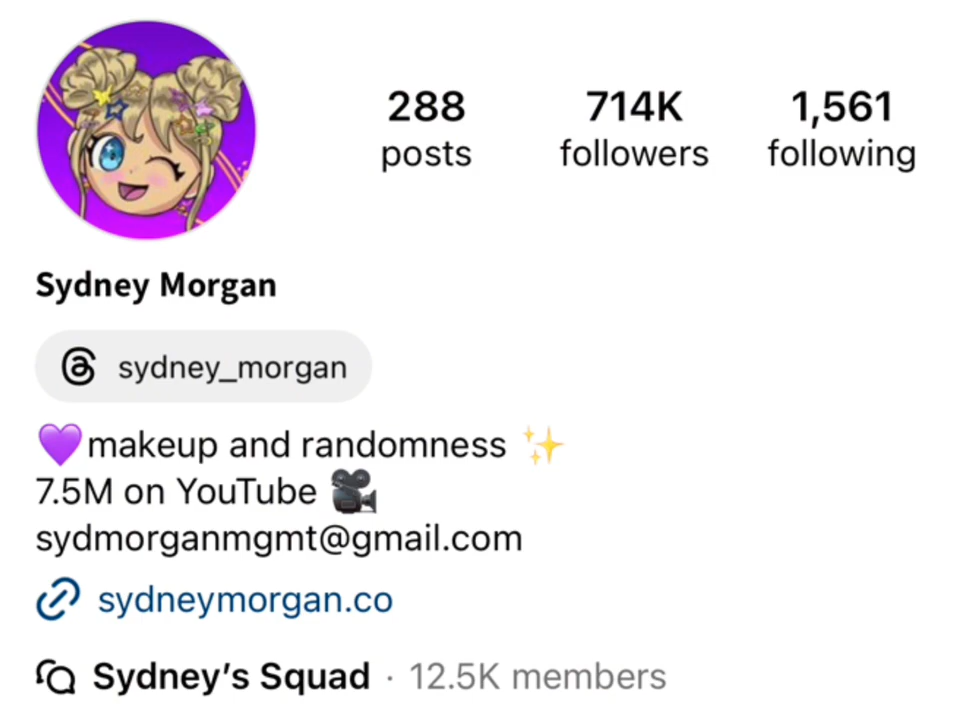 288 714K 1,561
posts followers following
Sydney Morgan
sydney_morgan
💜makeup and randomness ✨
7.5M on YouTube 🎥
sydmorganmgmt@gmail.com
sydneymorgan.co
Sydney’s Squad · 12.5K members